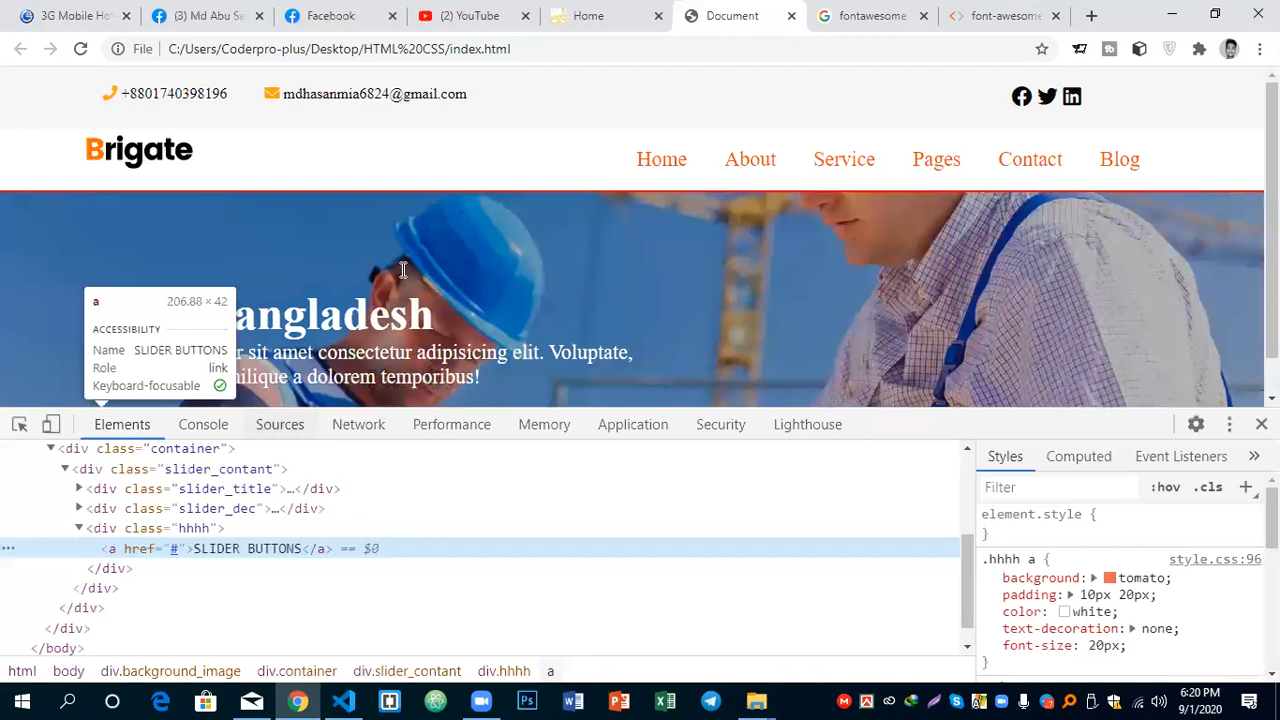 3G Mobile Hot
(3) Md Abu Se
Facebook
(2) YouTube
Home
Document
fontawesome
font-awesome
File C:/Users/Coderpro-plus/Desktop/HTML%20CSS/index.html
+8801740398196 mdhasanmia6824@gmail.com
Brigate
Home About Service Pages Contact Blog
angladesh
r sit amet consectetur adipisicing elit. Voluptate,
nilique a dolorem temporibus!
a 206.88 × 42
ACCESSIBILITY
Name SLIDER BUTTONS
Role link
Keyboard-focusable
Elements Console Sources Network Performance Memory Application Security Lighthouse
<div class="container">
<div class="slider_contant">
<div class="slider_title">…</div>
<div class="slider_dec">…</div>
<div class="hhhh">
<a href="#">SLIDER BUTTONS</a> == $0
</div>
</div>
</div>
</div>
</body>
html body div.background_image div.container div.slider_contant div.hhhh a
Styles Computed Event Listeners
Filter :hov .cls
element.style {
}
.hhhh a { style.css:96
background: tomato;
padding: 10px 20px;
color: white;
text-decoration: none;
font-size: 20px;
}
6:20 PM
9/1/2020